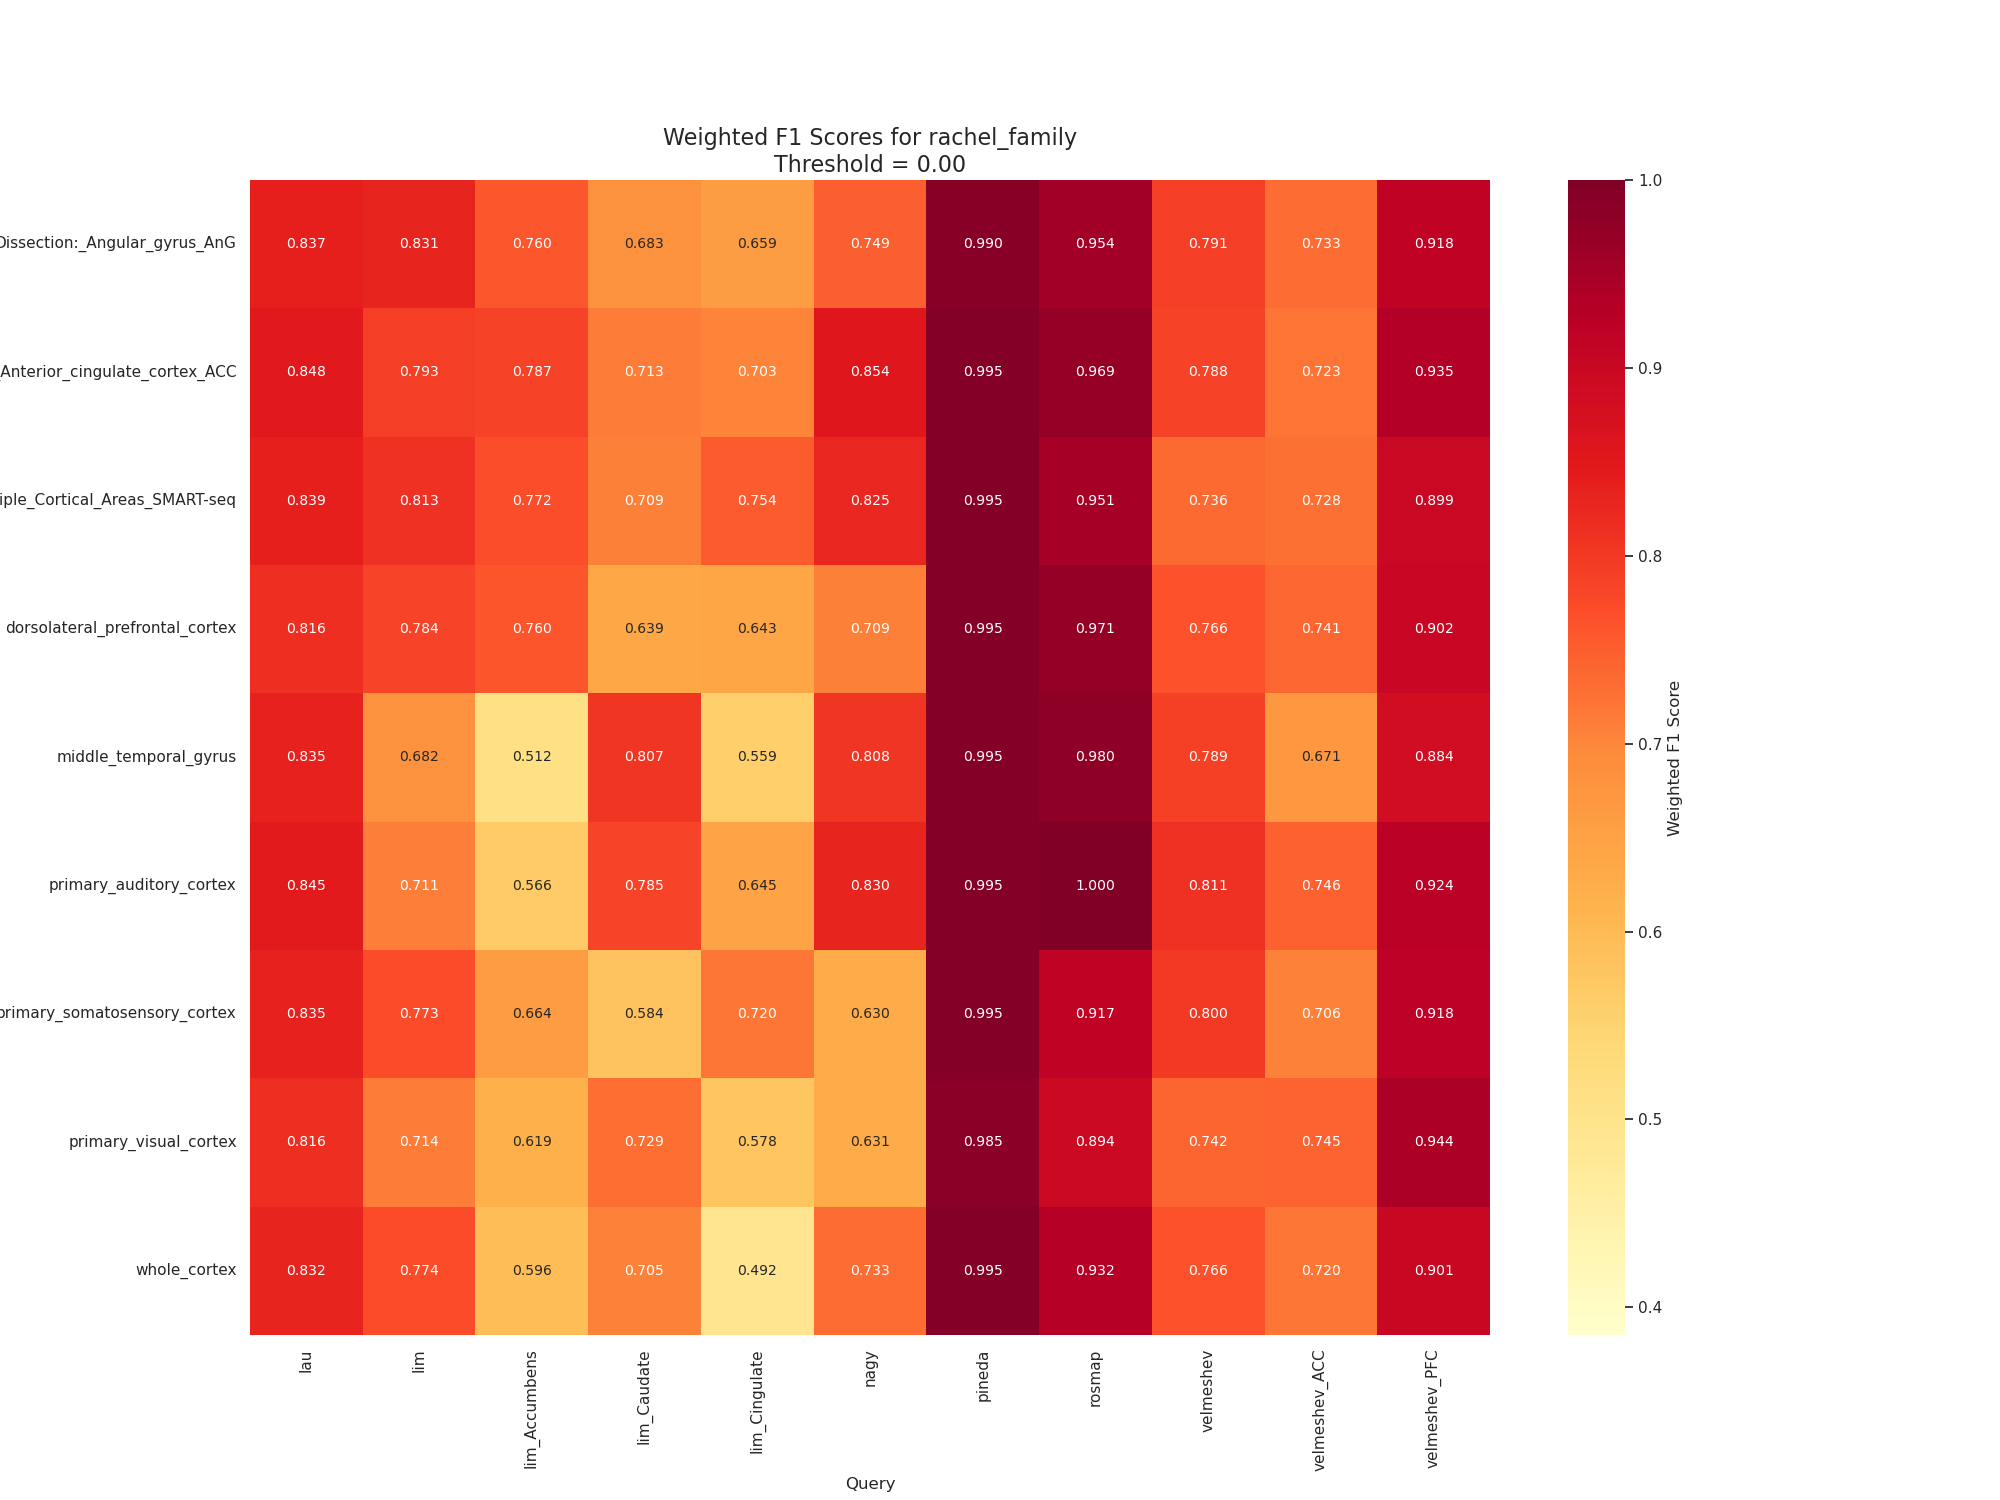 Weighted F1 Scores for rachel_family
Threshold = 0.00
Dissection:_Angular_gyrus_AnG 0.837 0.831 0.760 0.683 0.659 0.749 0.990 0.954 0.791 0.733 0.918
Anterior_cingulate_cortex_ACC 0.848 0.793 0.787 0.713 0.703 0.854 0.995 0.969 0.788 0.723 0.935
iple_Cortical_Areas_SMART-seq 0.839 0.813 0.772 0.709 0.754 0.825 0.995 0.951 0.736 0.728 0.899
dorsolateral_prefrontal_cortex 0.816 0.784 0.760 0.639 0.643 0.709 0.995 0.971 0.766 0.741 0.902
middle_temporal_gyrus 0.835 0.682 0.512 0.807 0.559 0.808 0.995 0.980 0.789 0.671 0.884
primary_auditory_cortex 0.845 0.711 0.566 0.785 0.645 0.830 0.995 1.000 0.811 0.746 0.924
primary_somatosensory_cortex 0.835 0.773 0.664 0.584 0.720 0.630 0.995 0.917 0.800 0.706 0.918
primary_visual_cortex 0.816 0.714 0.619 0.729 0.578 0.631 0.985 0.894 0.742 0.745 0.944
whole_cortex 0.832 0.774 0.596 0.705 0.492 0.733 0.995 0.932 0.766 0.720 0.901
lau lim lim_Accumbens lim_Caudate lim_Cingulate nagy pineda rosmap velmeshev velmeshev_ACC velmeshev_PFC
Query
1.0
0.9
0.8
0.7
0.6
0.5
0.4
Weighted F1 Score